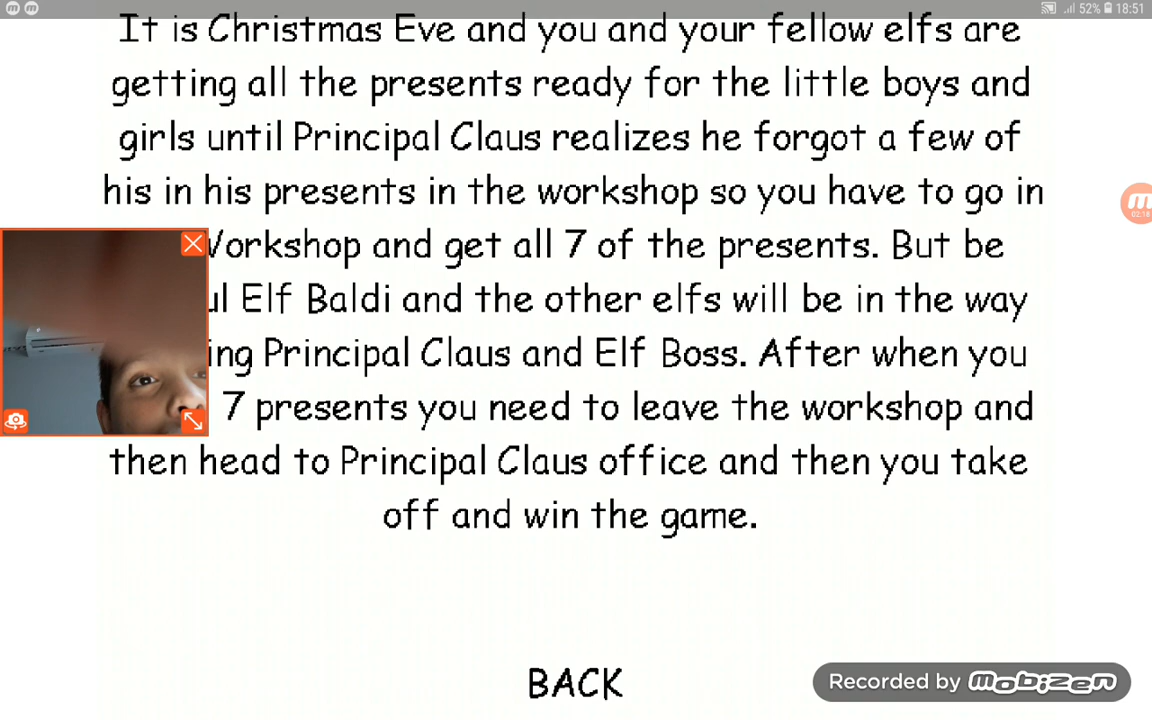 52% 18:51
It is Christmas Eve and you and your fellow elfs are
getting all the presents ready for the little boys and
girls until Principal Claus realizes he forgot a few of
his in his presents in the workshop so you have to go in
Workshop and get all 7 of the presents. But be
Elf Baldi and the other elfs will be in the way
Principal Claus and Elf Boss. After when you
7 presents you need to leave the workshop and
02:18
then head to Principal Claus office and then you take
off and win the game.
BACK
Recorded by mobizen